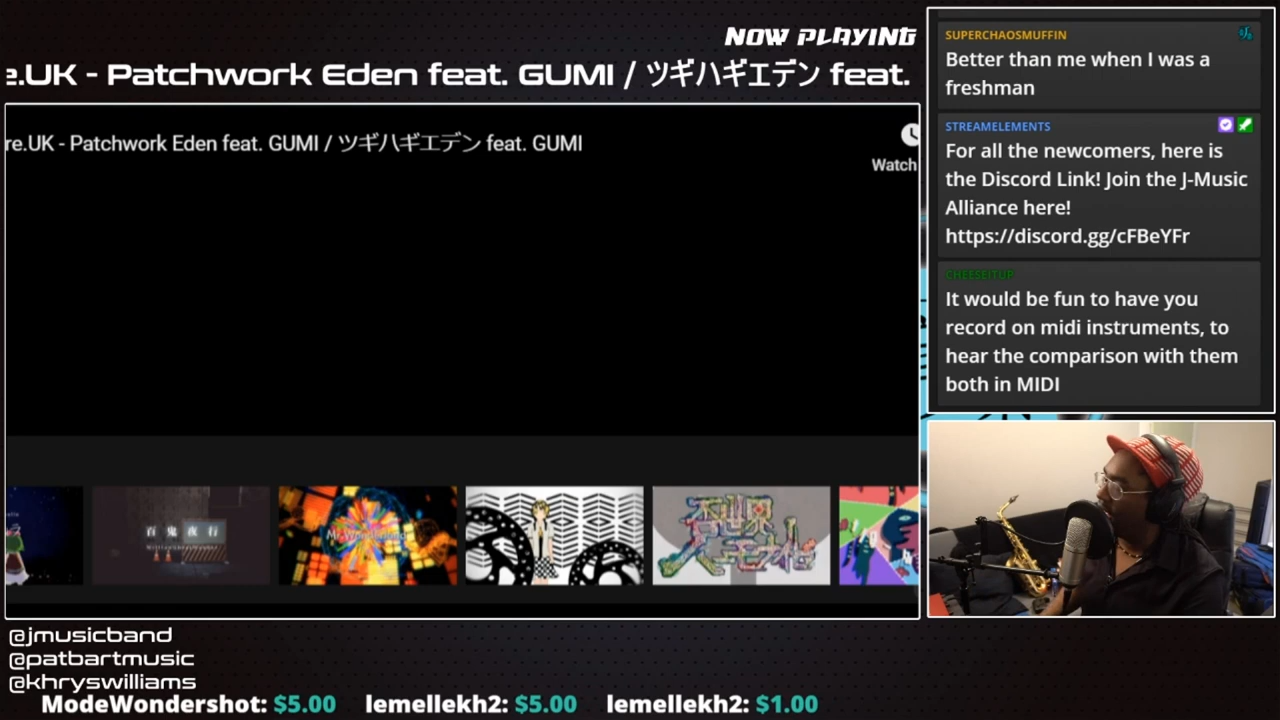 NOW PLAYING
e.UK - Patchwork Eden feat. GUMI / ツギハギエデン feat.
re.UK - Patchwork Eden feat. GUMI / ツギハギエデン feat. GUMI
Watch
百鬼夜行
SUPERCHAOSMUFFIN
Better than me when I was a
freshman
STREAMELEMENTS
For all the newcomers, here is
the Discord Link! Join the J-Music
Alliance here!
https://discord.gg/cFBeYFr
CHEESEITUP
It would be fun to have you
record on midi instruments, to
hear the comparison with them
both in MIDI
@jmusicband
@patbartmusic
@khryswilliams
ModeWondershot: $5.00 lemellekh2: $5.00 lemellekh2: $1.00